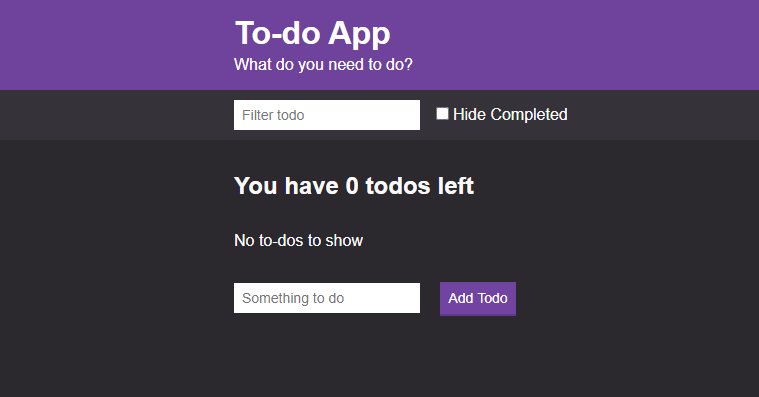 To-do App
What do you need to do?
Filter todo
Hide Completed
You have 0 todos left
No to-dos to show
Something to do
Add Todo